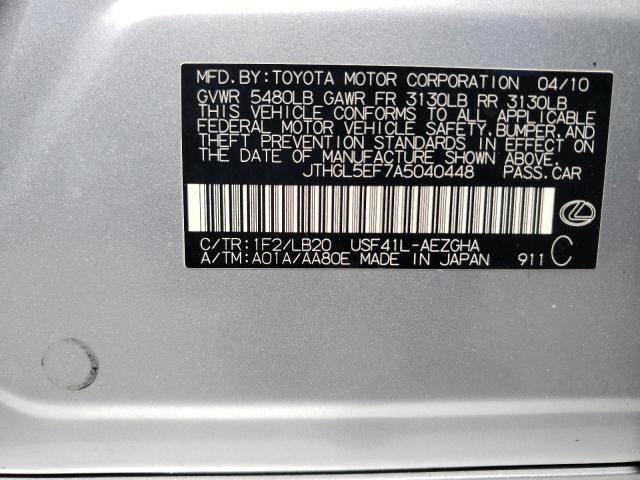 MFD. BY: TOYOTA MOTOR CORPORATION 04/10
GVWR 5480LB GAWR FR 3130LB RR 3130LB
THIS VEHICLE CONFORMS TO ALL APPLICABLE
FEDERAL MOTOR VEHICLE SAFETY, BUMPER, AND
THEFT PREVENTION STANDARDS IN EFFECT ON
THE DATE OF MANUFACTURE SHOWN ABOVE.
JTHGL5EF7A5040448 PASS. CAR
C/TR: 1F2/LB20 USF41L-AEZGHA
A/TM: A01A/AA80E MADE IN JAPAN 911 C